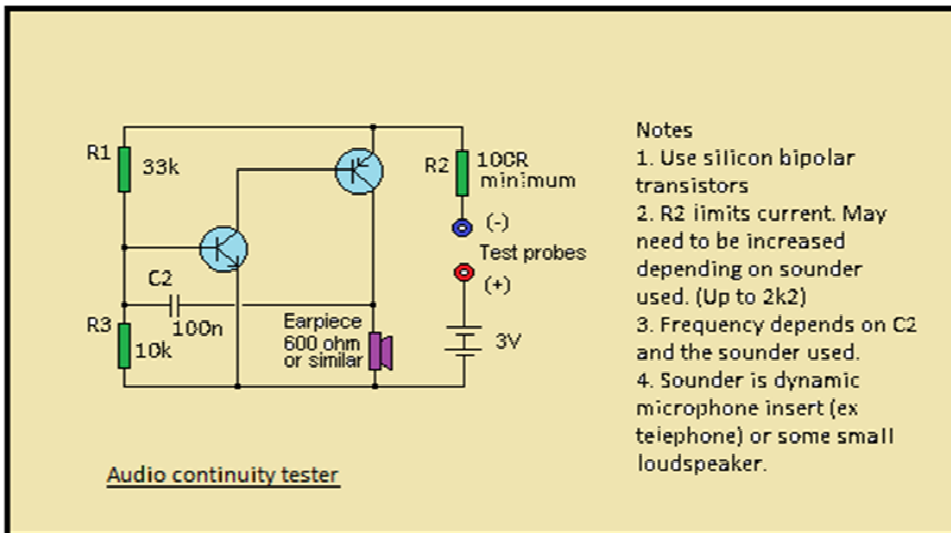 R1
33k
R2
100R
minimum
(-)
Test probes
(+)
C2
100n
R3
10k
Earpiece
600 ohm
or similar
3V
Audio continuity tester
Notes
1. Use silicon bipolar
transistors
2. R2 limits current. May
need to be increased
depending on sounder
used. (Up to 2k2)
3. Frequency depends on C2
and the sounder used.
4. Sounder is dynamic
microphone insert (ex
telephone) or some small
loudspeaker.